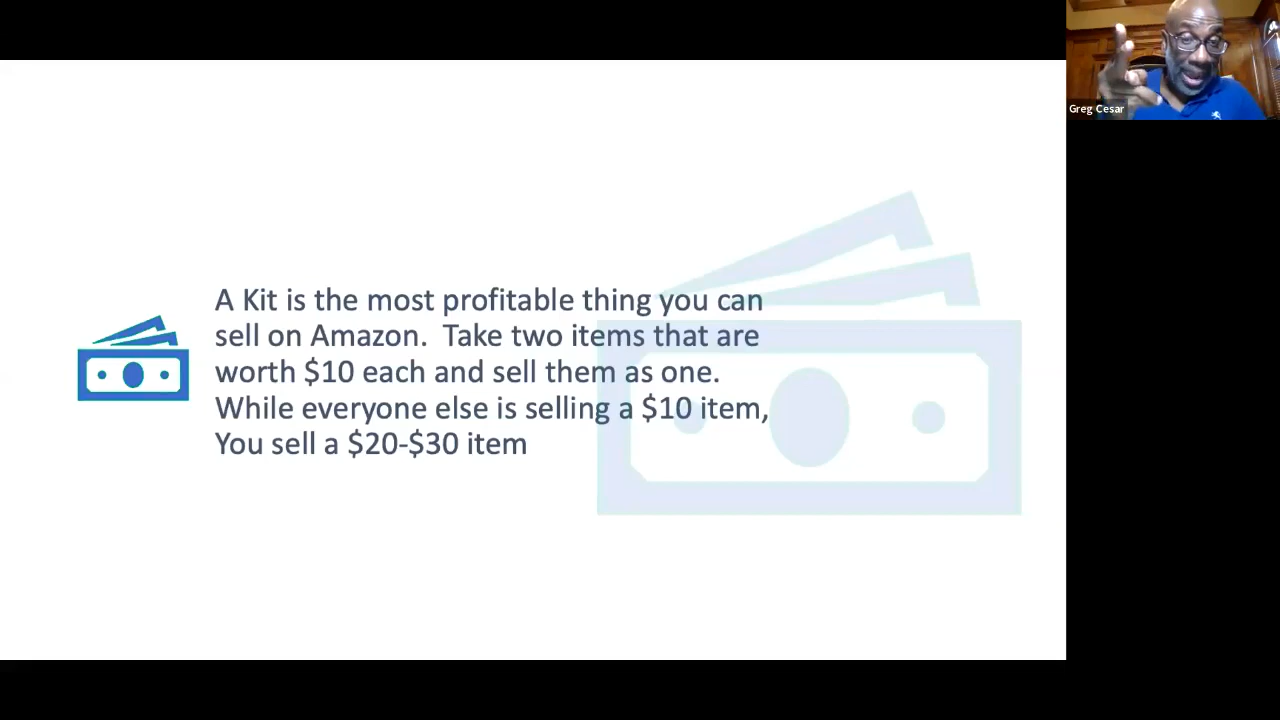 A Kit is the most profitable thing you can
sell on Amazon.  Take two items that are
worth $10 each and sell them as one.
While everyone else is selling a $10 item,
You sell a $20-$30 item
Greg Cesar